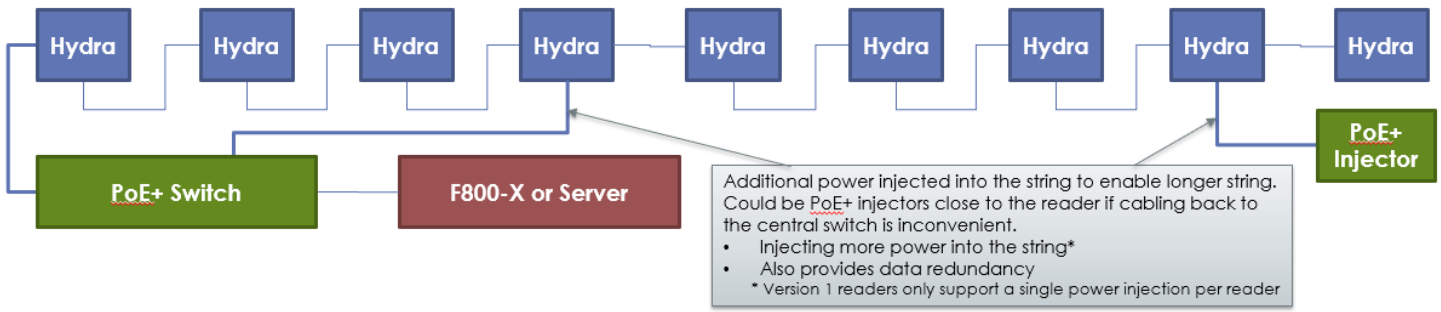 Hydra
Hydra
Hydra
Hydra
Hydra
Hydra
Hydra
Hydra
Hydra
PoE+
Injector
PoE+ Switch
F800-X or Server
Additional power injected into the string to enable longer string.
Could be PoE+ injectors close to the reader if cabling back to
the central switch is inconvenient.
• Injecting more power into the string*
• Also provides data redundancy
* Version 1 readers only support a single power injection per reader